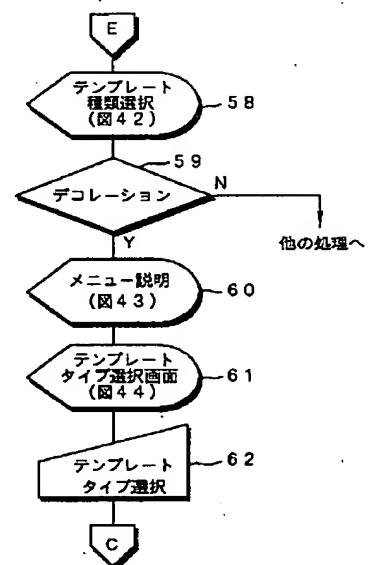 E
テンプレート
種類選択
(図42)
58
59
デコレーション
N
Y
他の処理へ
メニュー説明
(図43)
60
テンプレート
タイプ選択画面
(図44)
61
テンプレート
タイプ選択
62
C